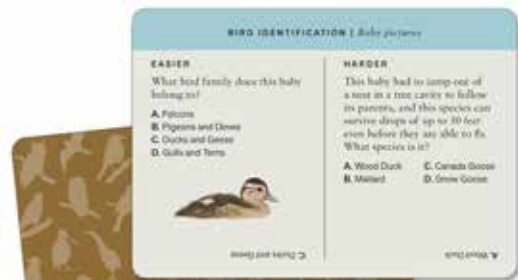 BIRD IDENTIFICATION | Baby pictures
EASIER
What bird family does this baby
belong to?
A. Falcons
B. Pigeons and Doves
C. Ducks and Geese
D. Gulls and Terns
C. Ducks and Geese
HARDER
This baby had to jump out of
a nest in a tree cavity to follow
its parents, and this species can
survive drops of up to 50 feet
even before they are able to fly.
What species is it?
A. Wood Duck C. Canada Goose
B. Mallard D. Snow Goose
A. Wood Duck